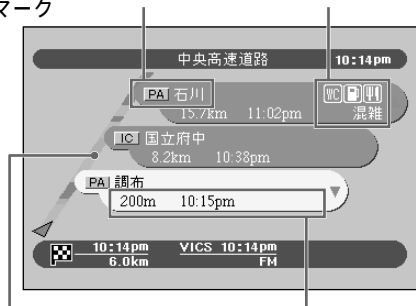 マーク
中央高速道路 10:14pm
PA 石川 WC
15.7km 11:02pm 混雑
IC 国立府中
8.2km 10:38pm
PA 調布
200m 10:15pm
10:14pm VICS 10:14pm
6.0km FM